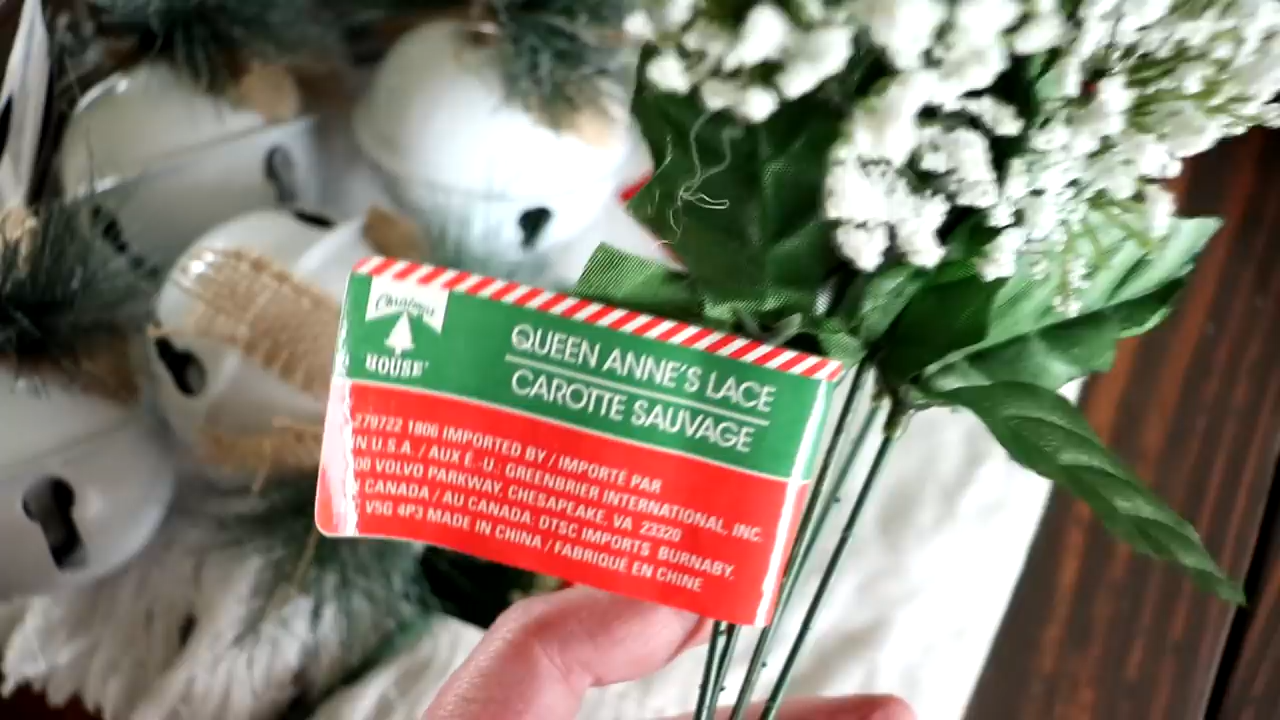 Christmas
HOUSE®
QUEEN ANNE'S LACE
CAROTTE SAUVAGE
279722 1806 IMPORTED BY / IMPORTÉ PAR
IN U.S.A. / AUX É.-U.: GREENBRIER INTERNATIONAL, INC.
00 VOLVO PARKWAY, CHESAPEAKE, VA 23320
CANADA / AU CANADA: DTSC IMPORTS BURNABY,
V5G 4P3 MADE IN CHINA / FABRIQUÉ EN CHINE